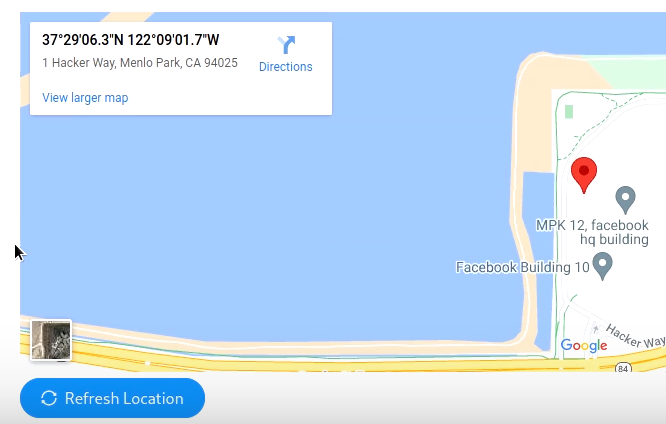 37°29'06.3"N 122°09'01.7"W
1 Hacker Way, Menlo Park, CA 94025
Directions
View larger map
MPK 12, facebook
hq building
Facebook Building 10
Google
Hacker Way
84
Refresh Location